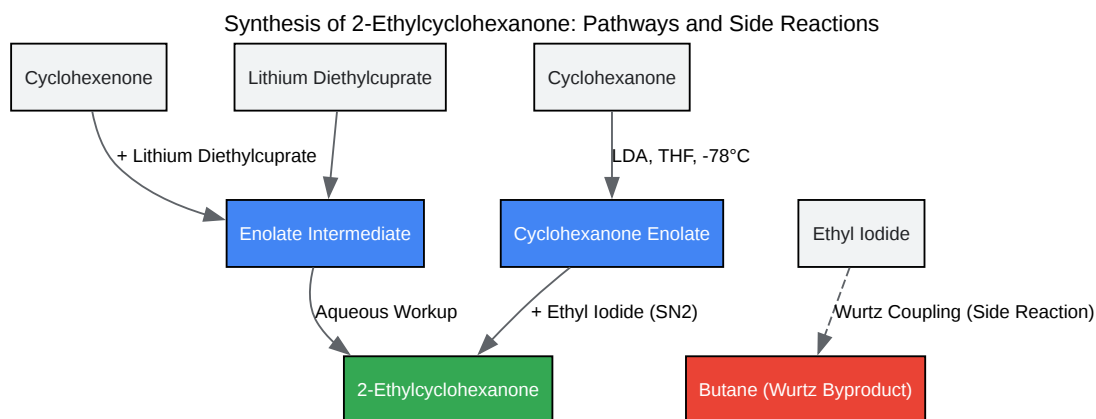 Synthesis of 2-Ethylcyclohexanone: Pathways and Side Reactions
Cyclohexenone
Lithium Diethylcuprate
Cyclohexanone
+ Lithium Diethylcuprate
LDA, THF, -78°C
Enolate Intermediate
Cyclohexanone Enolate
Ethyl Iodide
Aqueous Workup
+ Ethyl Iodide (SN2)
Wurtz Coupling (Side Reaction)
2-Ethylcyclohexanone
Butane (Wurtz Byproduct)